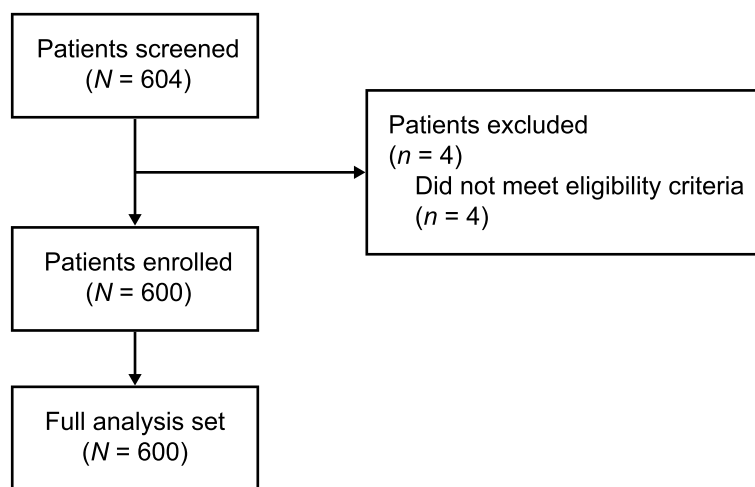 Patients screened
(N = 604)
Patients excluded
(n = 4)
Did not meet eligibility criteria
(n = 4)
Patients enrolled
(N = 600)
Full analysis set
(N = 600)